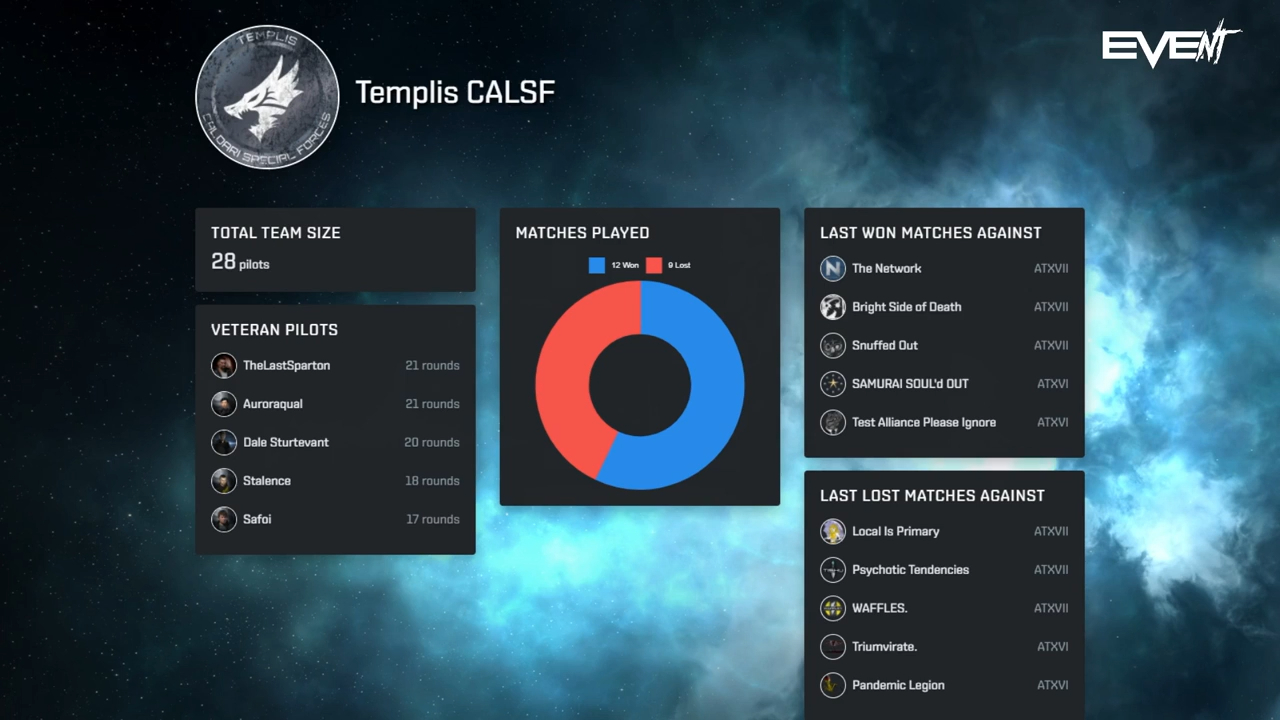 TEMPLIS
CALDARI SPECIAL FORCES
Templis CALSF
EVENT
TOTAL TEAM SIZE
28 pilots
VETERAN PILOTS
TheLastSparton 21 rounds
Auroraqual 21 rounds
Dale Sturtevant 20 rounds
Stalence 18 rounds
Safoi 17 rounds
MATCHES PLAYED
12 Won 9 Lost
LAST WON MATCHES AGAINST
N The Network ATXVII
Bright Side of Death ATXVII
Snuffed Out ATXVII
SAMURAI SOUL'd OUT ATXVI
Test Alliance Please Ignore ATXVI
LAST LOST MATCHES AGAINST
Local Is Primary ATXVII
Psychotic Tendencies ATXVII
WAFFLES. ATXVII
Triumvirate. ATXVI
Pandemic Legion ATXVI